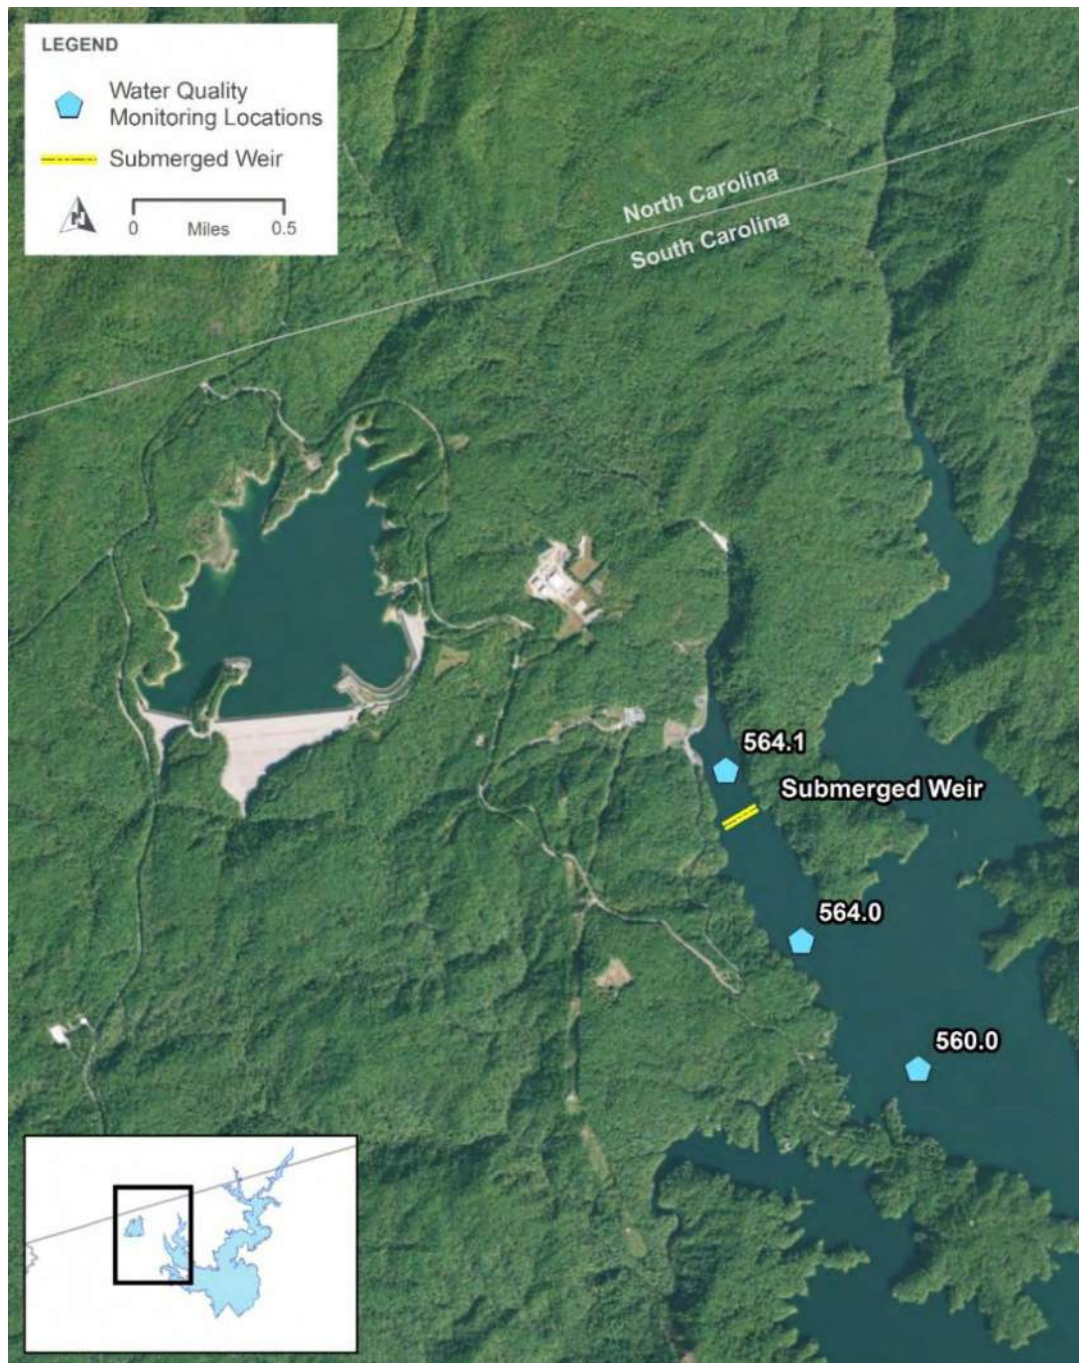 LEGEND
Water Quality
Monitoring Locations
Submerged Weir
N
0 Miles 0.5
North Carolina
South Carolina
564.1
Submerged Weir
564.0
560.0